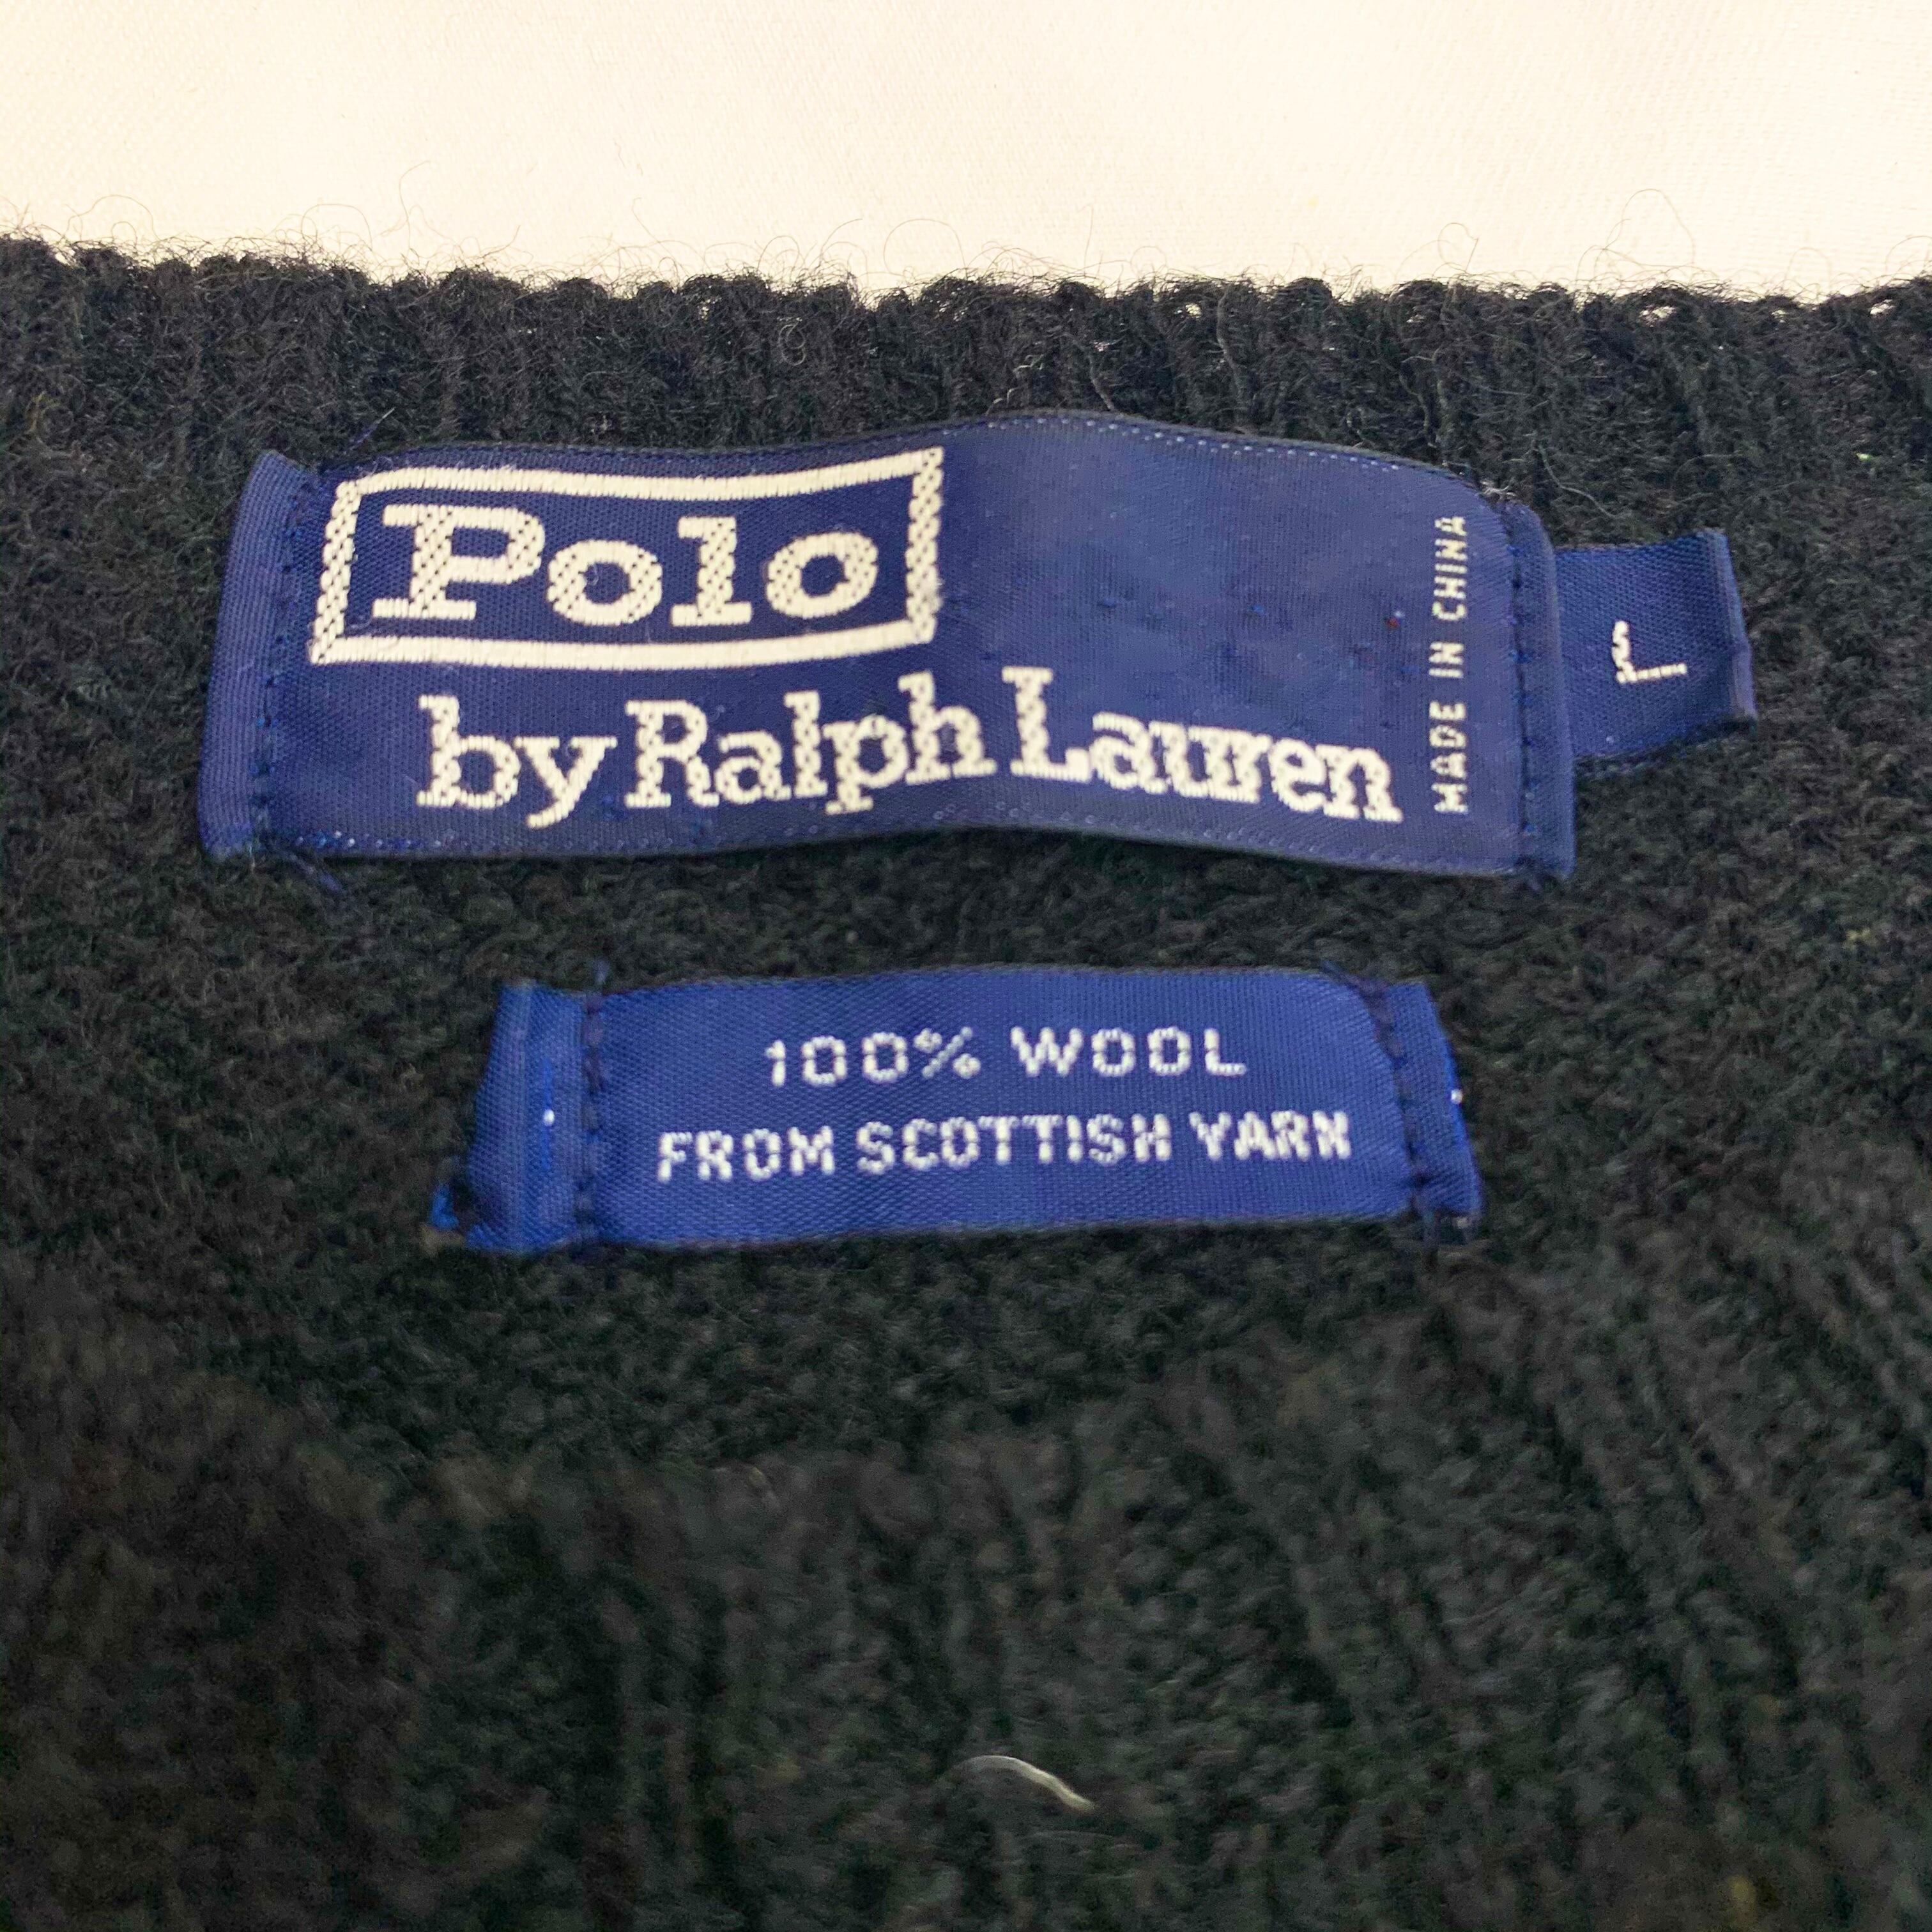 Polo
by Ralph Lauren
MADE IN CHINA
L
100% WOOL
FROM SCOTTISH YARN